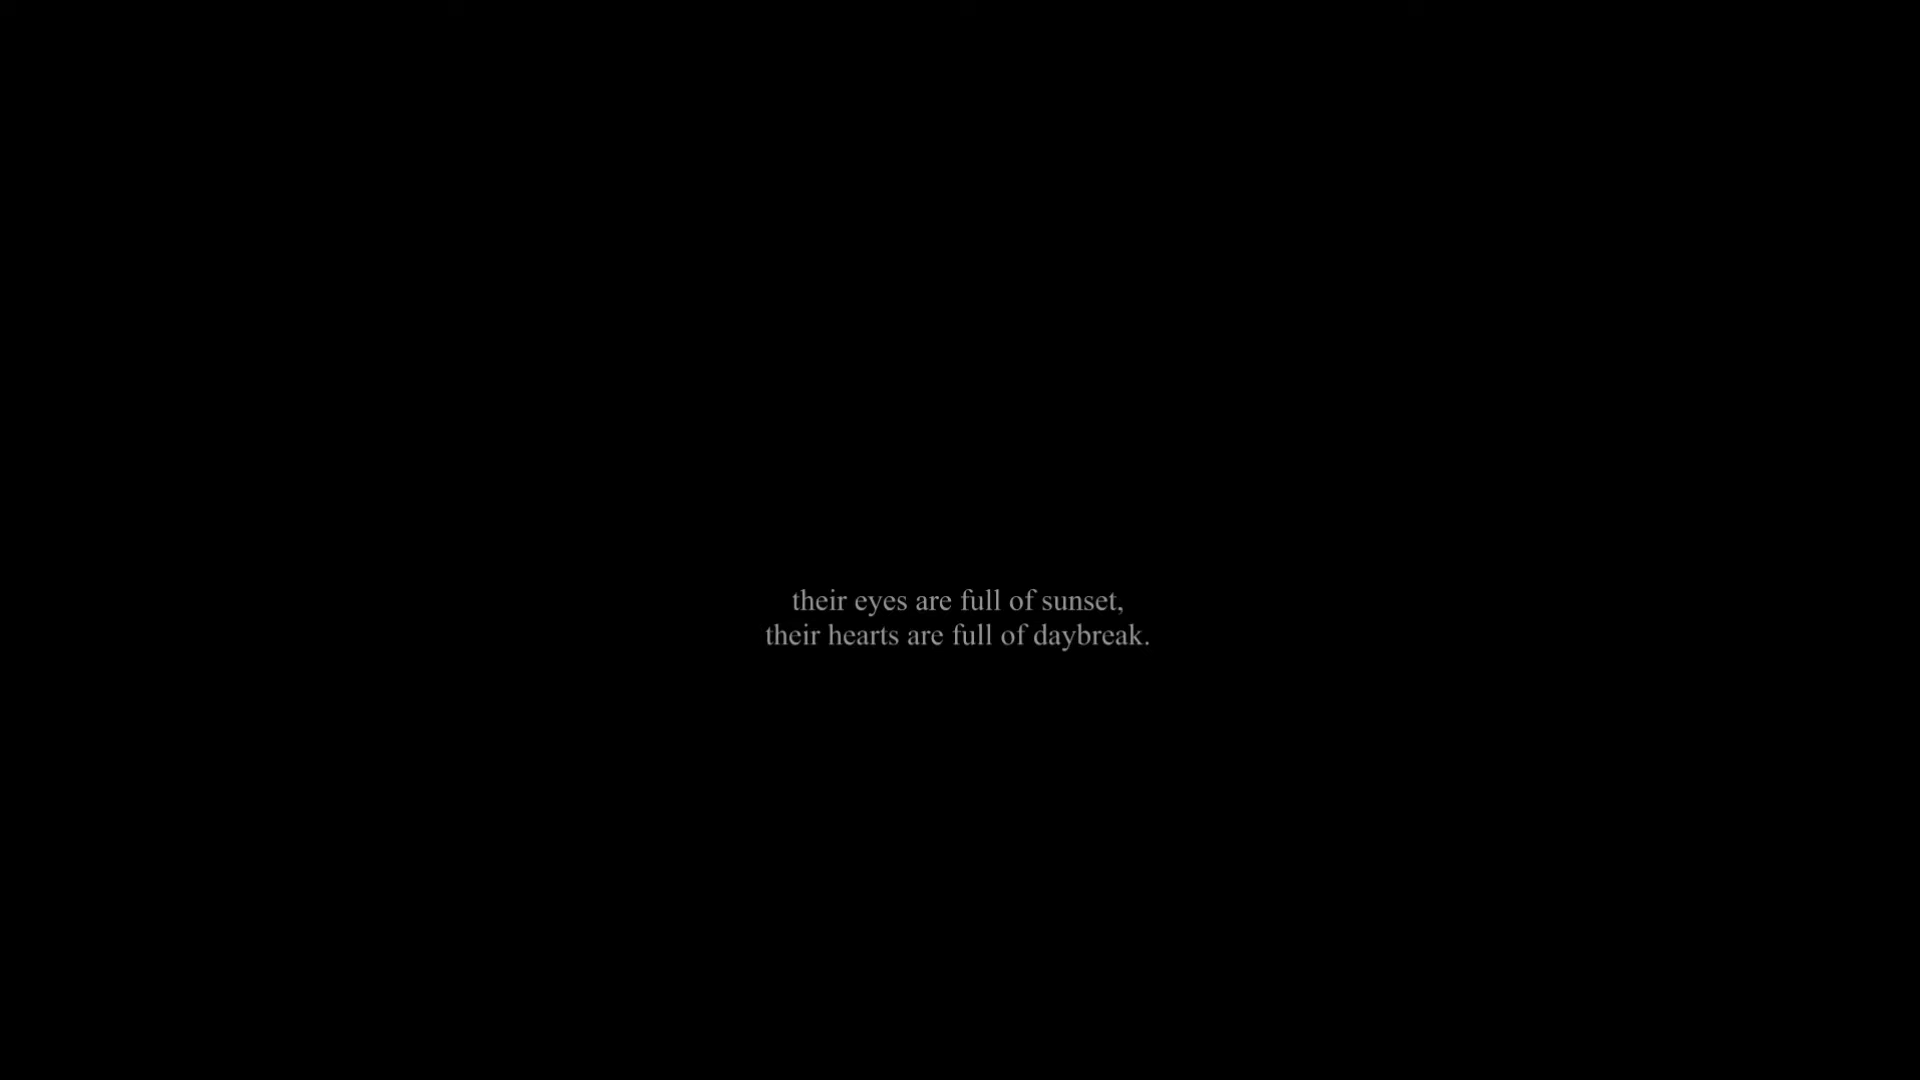 their eyes are full of sunset,
their hearts are full of daybreak.